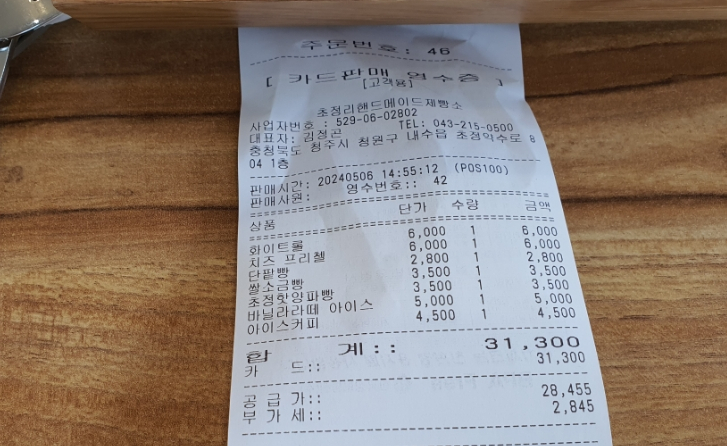 주문번호: 46
[ 카드판매 영수증 ]
[고객용]
초정리핸드메이드제빵소
사업자번호 : 529-06-02802
대표자: 김정곤 TEL: 043-215-0500
충청북도 청주시 청원구 내수읍 초정약수로 8
04 1층
판매시간: 20240506 14:55:12 (POS100)
판매사원: 영수번호:: 42
상품 단가 수량 금액
화이트롤 6,000 1 6,000
치즈 프리첼 6,000 1 6,000
단팥빵 2,800 1 2,800
쌀소금빵 3,500 1 3,500
초정핫양파빵 3,500 1 3,500
바닐라라떼 아이스 5,000 1 5,000
아이스커피 4,500 1 4,500
합 계:: 31,300
카 드:: 31,300
공 급 가:: 28,455
부 가 세:: 2,845